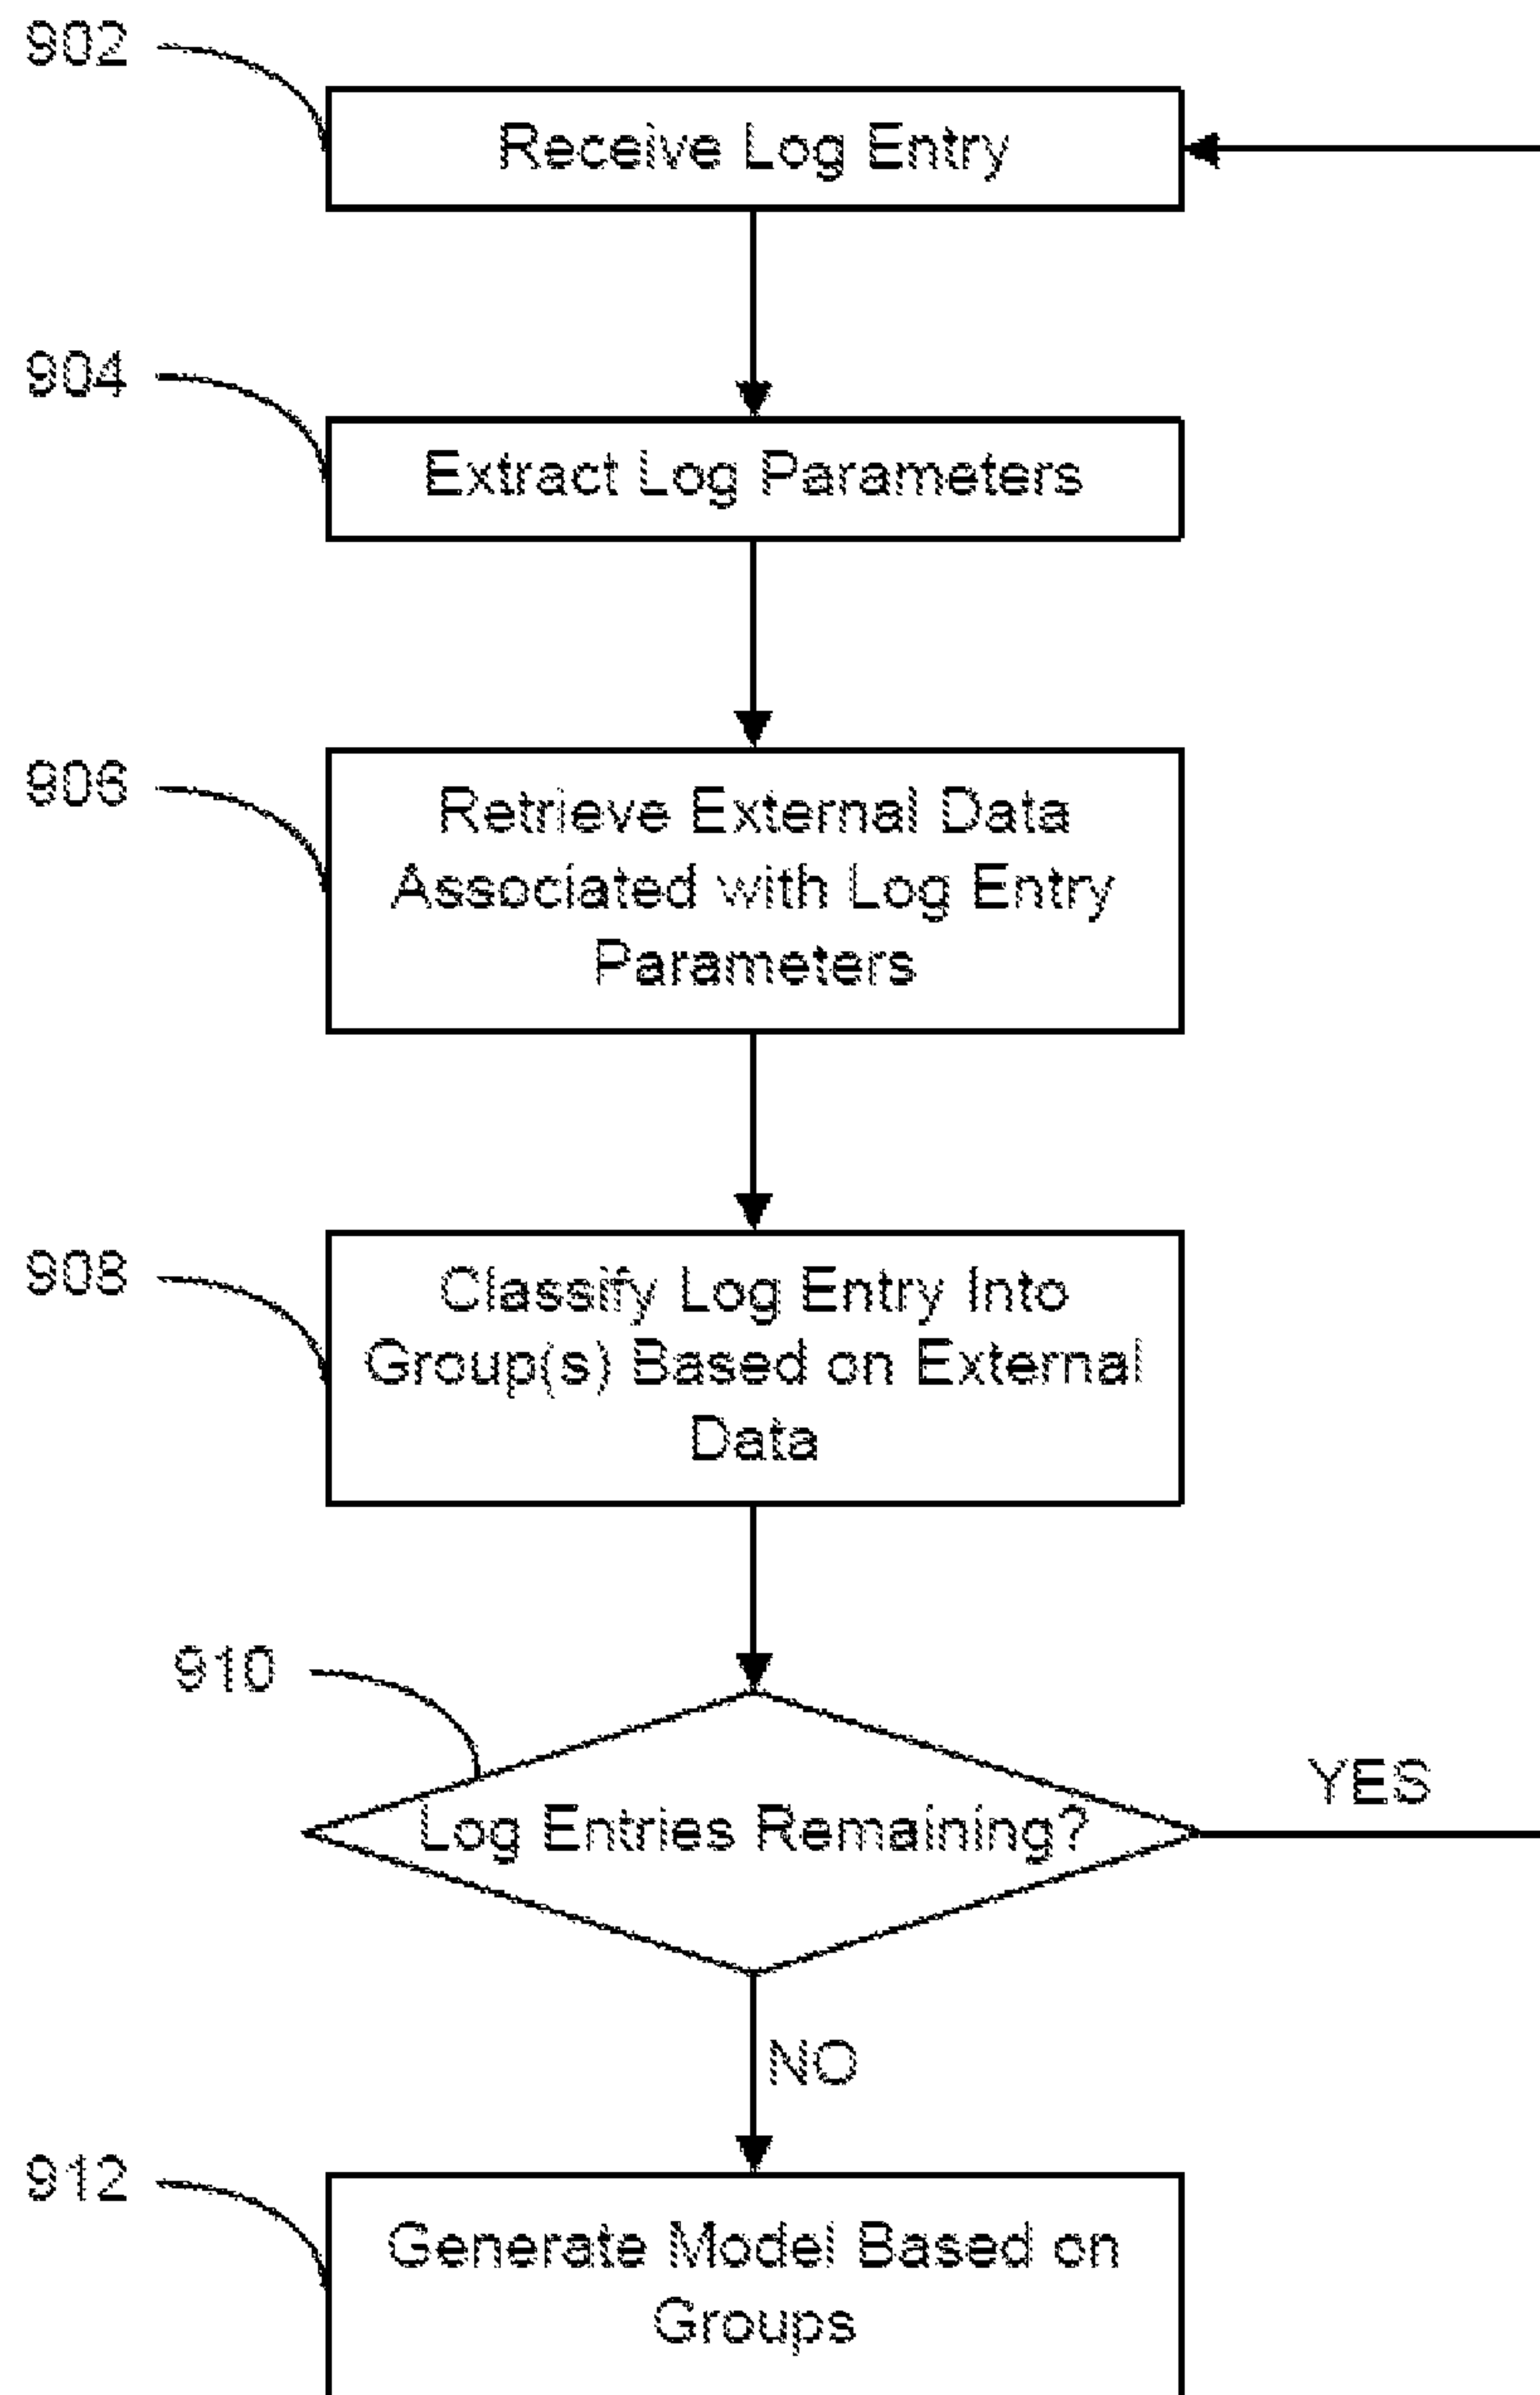 902
Receive Log Entry
904
Extract Log Parameters
906
Retrieve External Data
Associated with Log Entry
Parameters
908
Classify Log Entry Into
Group(s) Based on External
Data
910
Log Entries Remaining?
YES
NO
912
Generate Model Based on
Groups